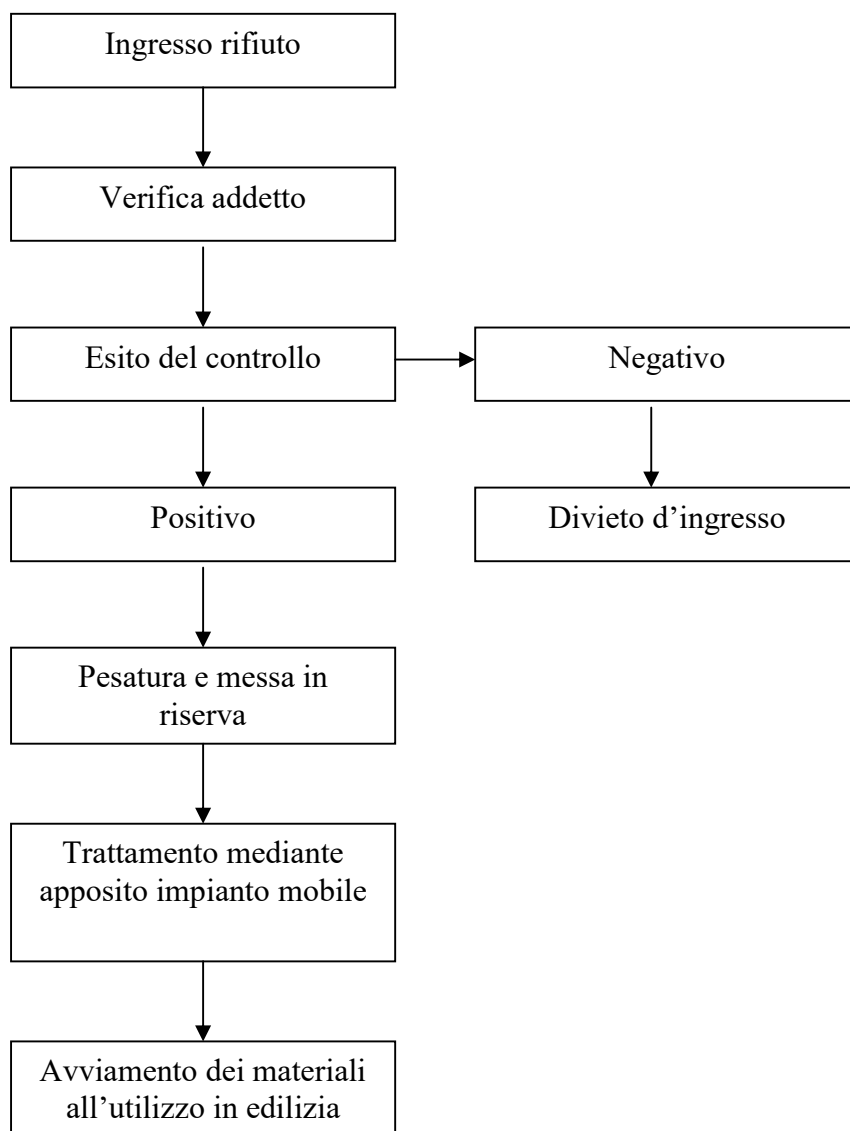 Ingresso rifiuto
Verifica addetto
Esito del controllo
Negativo
Positivo
Divieto d’ingresso
Pesatura e messa in
riserva
Trattamento mediante
apposito impianto mobile
Avviamento dei materiali
all’utilizzo in edilizia